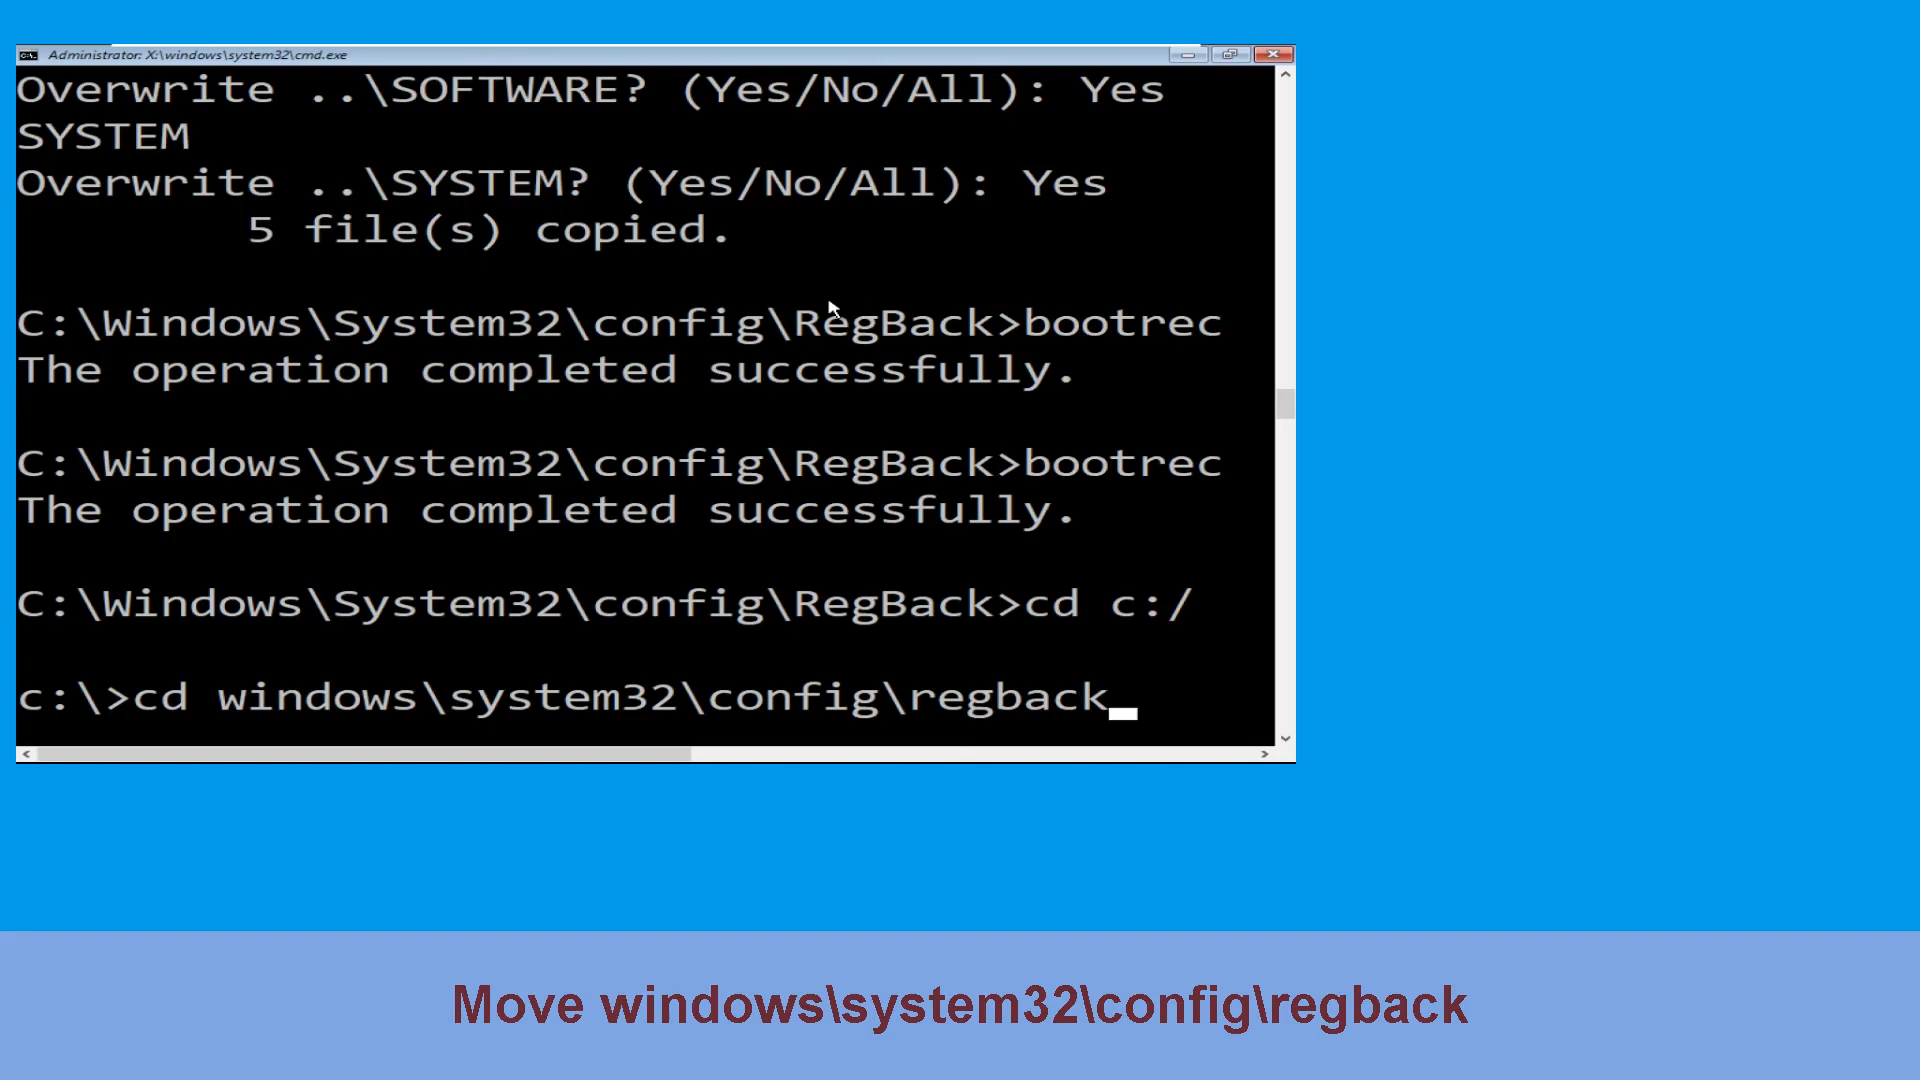 Administrator: X:\windows\system32\cmd.exe
Overwrite ..\SOFTWARE? (Yes/No/All): Yes
SYSTEM
Overwrite ..\SYSTEM? (Yes/No/All): Yes
5 file(s) copied.
C:\Windows\System32\config\RegBack>bootrec
The operation completed successfully.
C:\Windows\System32\config\RegBack>bootrec
The operation completed successfully.
C:\Windows\System32\config\RegBack>cd c:/
c:\>cd windows\system32\config\regback
Move windows\system32\config\regback